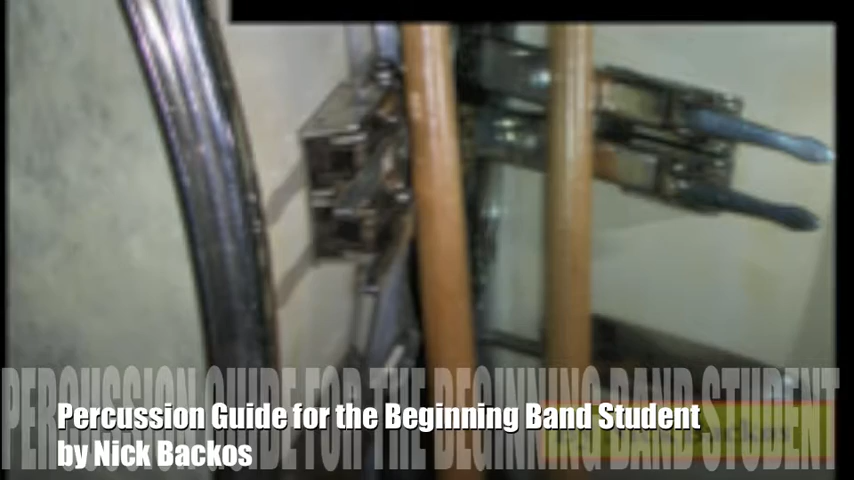 PERCUSSION GUIDE FOR THE BEGINNING BAND STUDENT
Percussion Guide for the Beginning Band Student
by Nick Backos